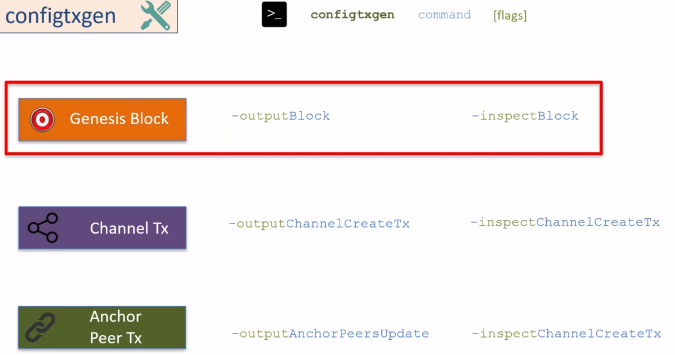 configtxgen
>_ configtxgen command [flags]
Genesis Block -outputBlock -inspectBlock
Channel Tx -outputChannelCreateTx -inspectChannelCreateTx
Anchor
Peer Tx -outputAnchorPeersUpdate -inspectChannelCreateTx